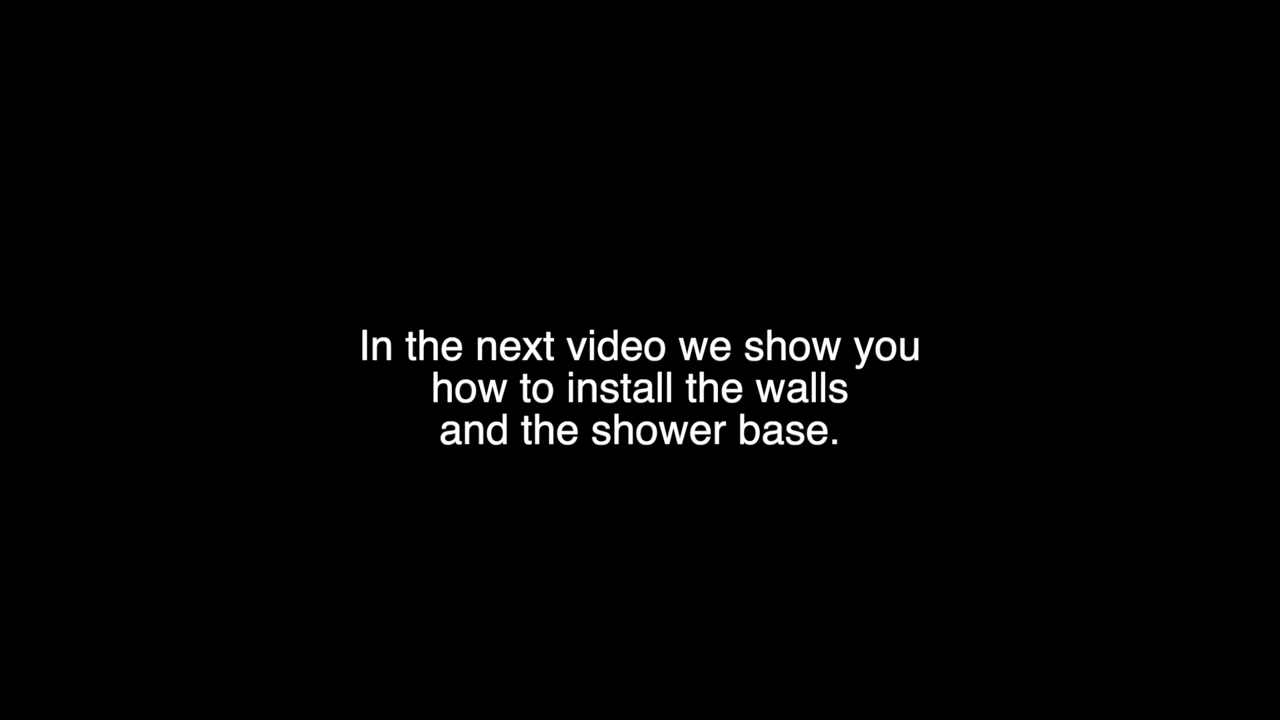 In the next video we show you
how to install the walls
and the shower base.